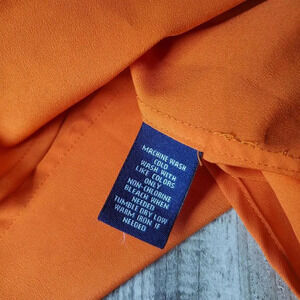 MACHINE WASH
COLD
WASH WITH
LIKE COLORS
ONLY
NON-CHLORINE
BLEACH WHEN
NEEDED
TUMBLE DRY LOW
WARM IRON IF
NEEDED